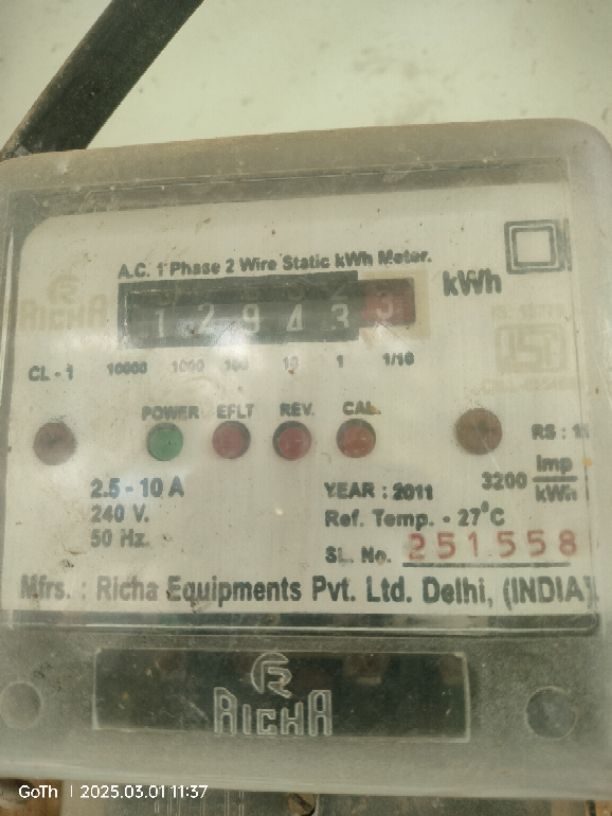 A.C. 1 Phase 2 Wire Static kWh Meter.
RICHA
1 2 9 4 3 3 kWh
CL - 1 10000 1000 100 10 1 1/10
POWER EFLT REV. CAL.
2.5 - 10 A
240 V.
50 Hz.
3200 Imp/kWh
YEAR : 2011
Ref. Temp. - 27°C
SL. No. 251558
Mfrs. : Richa Equipments Pvt. Ltd. Delhi, (INDIA)
RICHA
GoTh | 2025.03.01 11:37